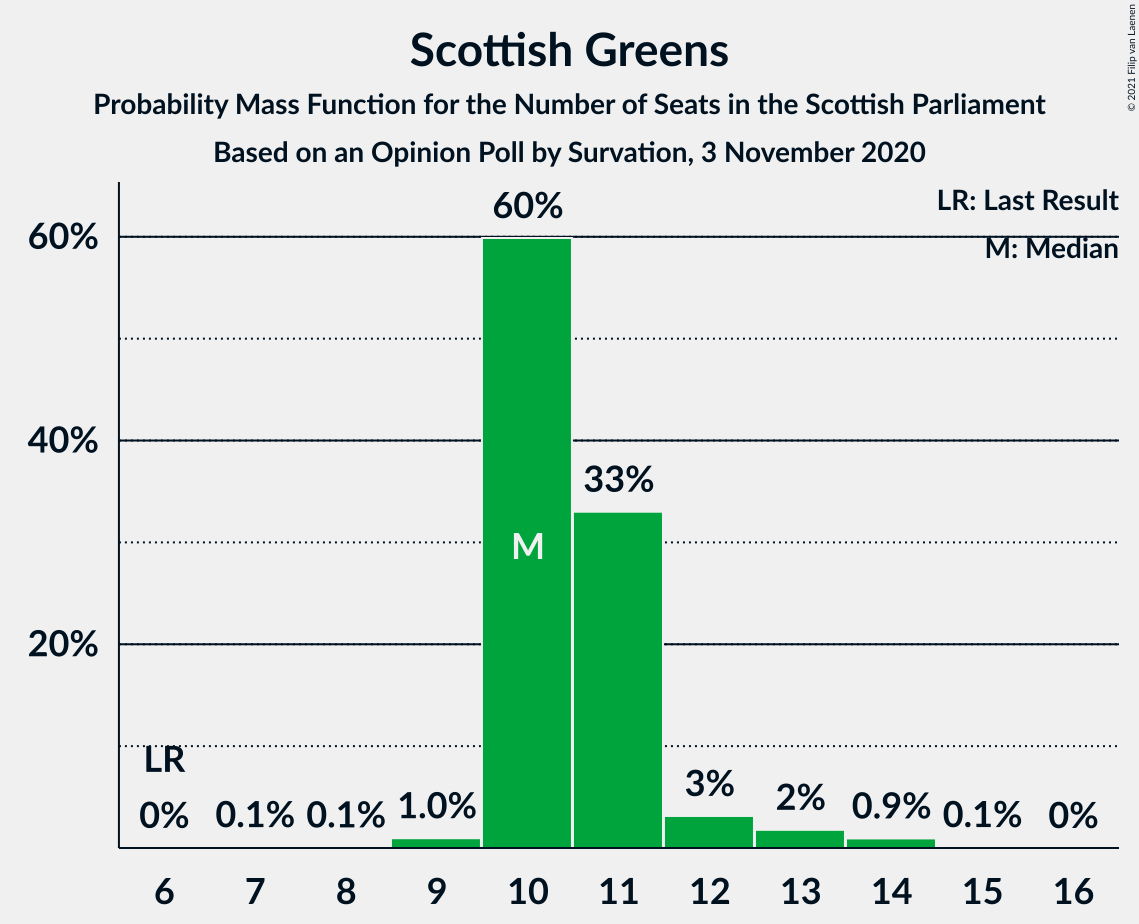 Scottish Greens
Probability Mass Function for the Number of Seats in the Scottish Parliament
Based on an Opinion Poll by Survation, 3 November 2020
© 2021 Filip van Laenen
LR: Last Result
M: Median
60%
40%
20%
60%
33%
M
LR
0%
0.1%
0.1%
1.0%
3%
2%
0.9%
0.1%
0%
6 7 8 9 10 11 12 13 14 15 16